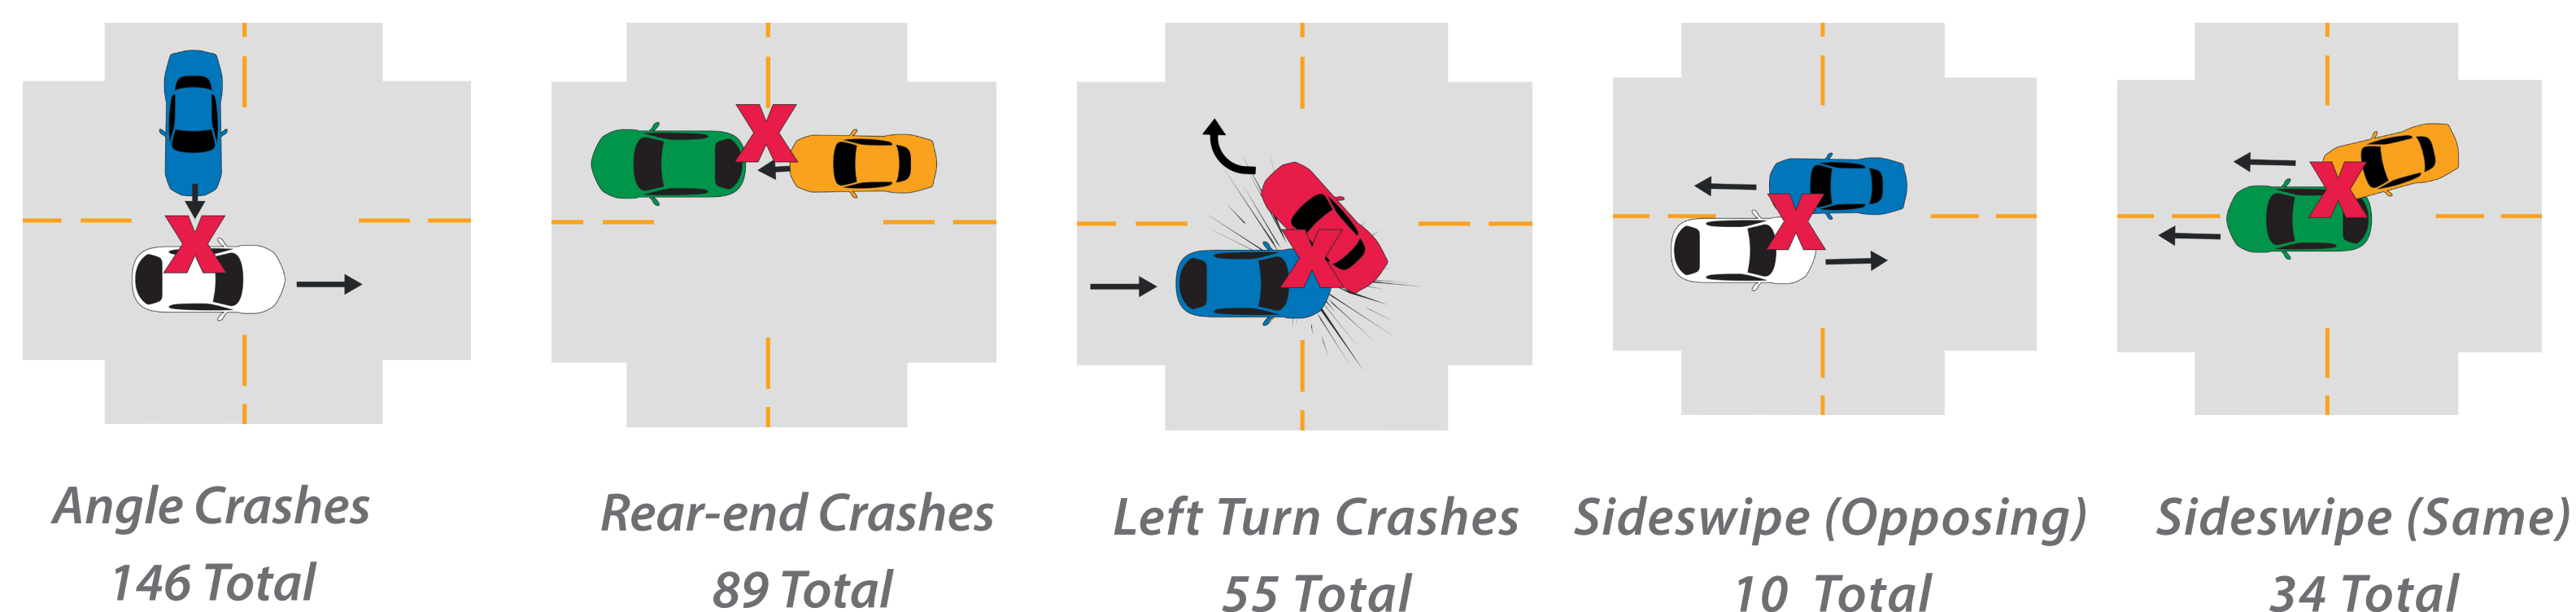 Angle Crashes
146 Total
Rear-end Crashes
89 Total
Left Turn Crashes
55 Total
Sideswipe (Opposing)
10 Total
Sideswipe (Same)
34 Total